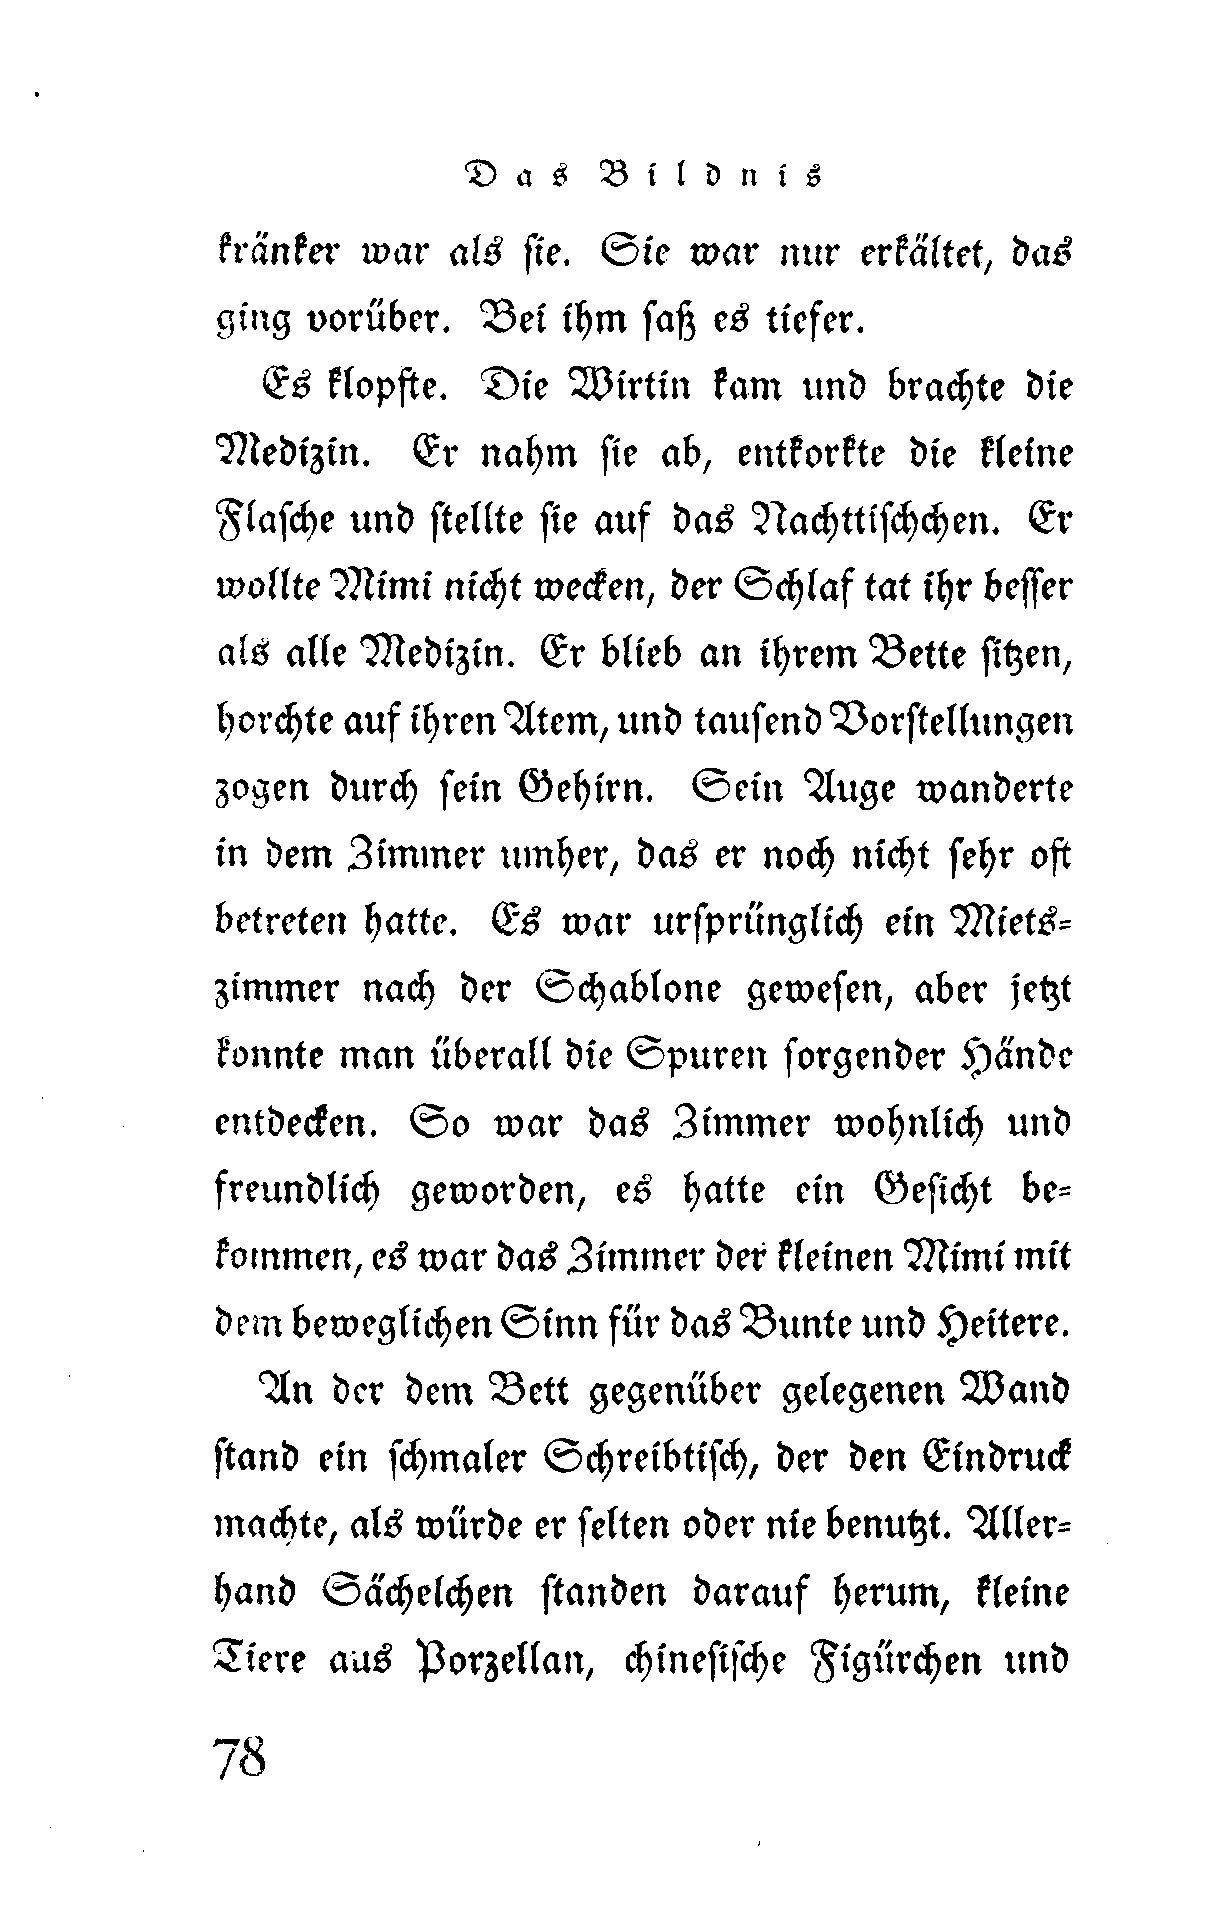 Das Bildnis
kränker war als sie. Sie war nur erkältet, das
ging vorüber. Bei ihm saß es tiefer.
Es klopfte. Die Wirtin kam und brachte die
Medizin. Er nahm sie ab, entkorkte die kleine
Flasche und stellte sie auf das Nachttischchen. Er
wollte Mimi nicht wecken, der Schlaf tat ihr besser
als alle Medizin. Er blieb an ihrem Bette sitzen,
horchte auf ihren Atem, und tausend Vorstellungen
zogen durch sein Gehirn. Sein Auge wanderte
in dem Zimmer umher, das er noch nicht sehr oft
betreten hatte. Es war ursprünglich ein Miets-
zimmer nach der Schablone gewesen, aber jetzt
konnte man überall die Spuren sorgender Hände
entdecken. So war das Zimmer wohnlich und
freundlich geworden, es hatte ein Gesicht be-
kommen, es war das Zimmer der kleinen Mimi mit
dem beweglichen Sinn für das Bunte und Heitere.
An der dem Bett gegenüber gelegenen Wand
stand ein schmaler Schreibtisch, der den Eindruck
machte, als würde er selten oder nie benutzt. Aller-
hand Sächelchen standen darauf herum, kleine
Tiere aus Porzellan, chinesische Figürchen und
78